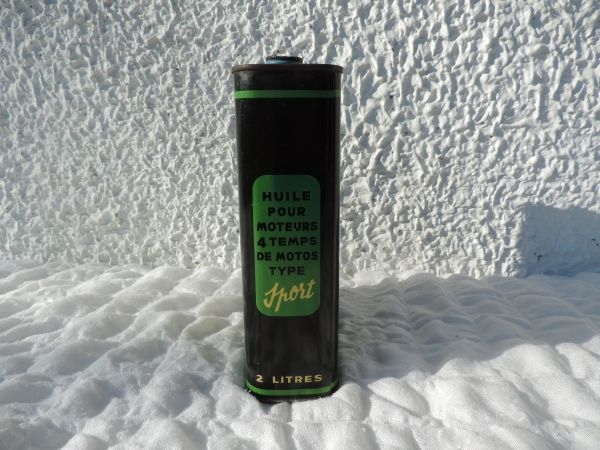 HUILE
POUR
MOTEURS
4 TEMPS
DE MOTOS
TYPE
Sport
2 LITRES